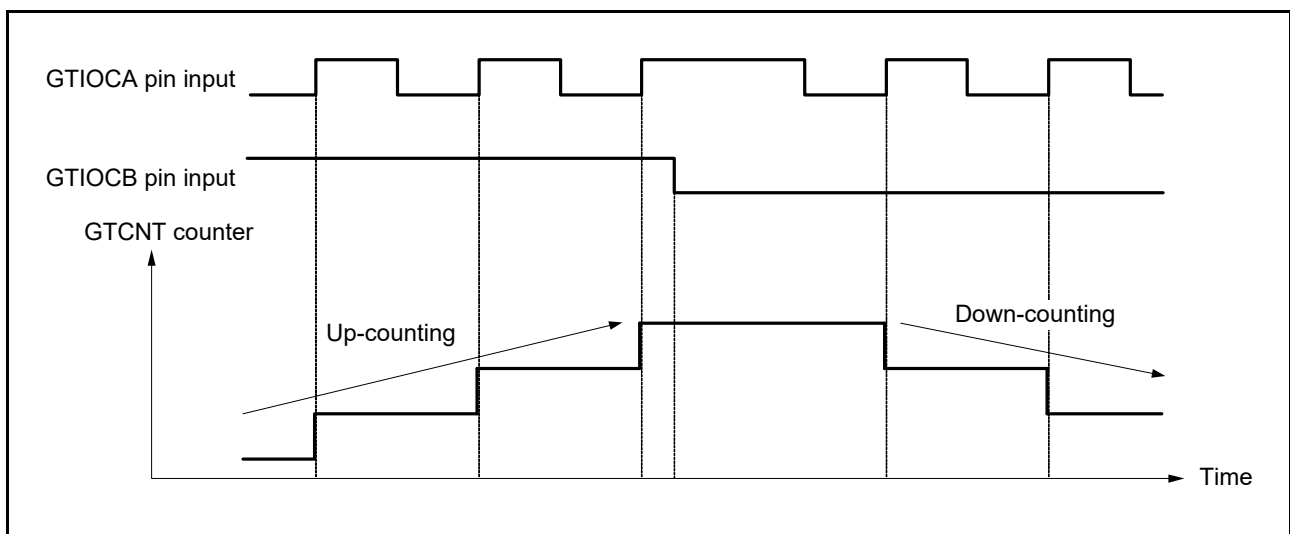 GTIOCA pin input
GTIOCB pin input
GTCNT counter
Up-counting
Down-counting
Time